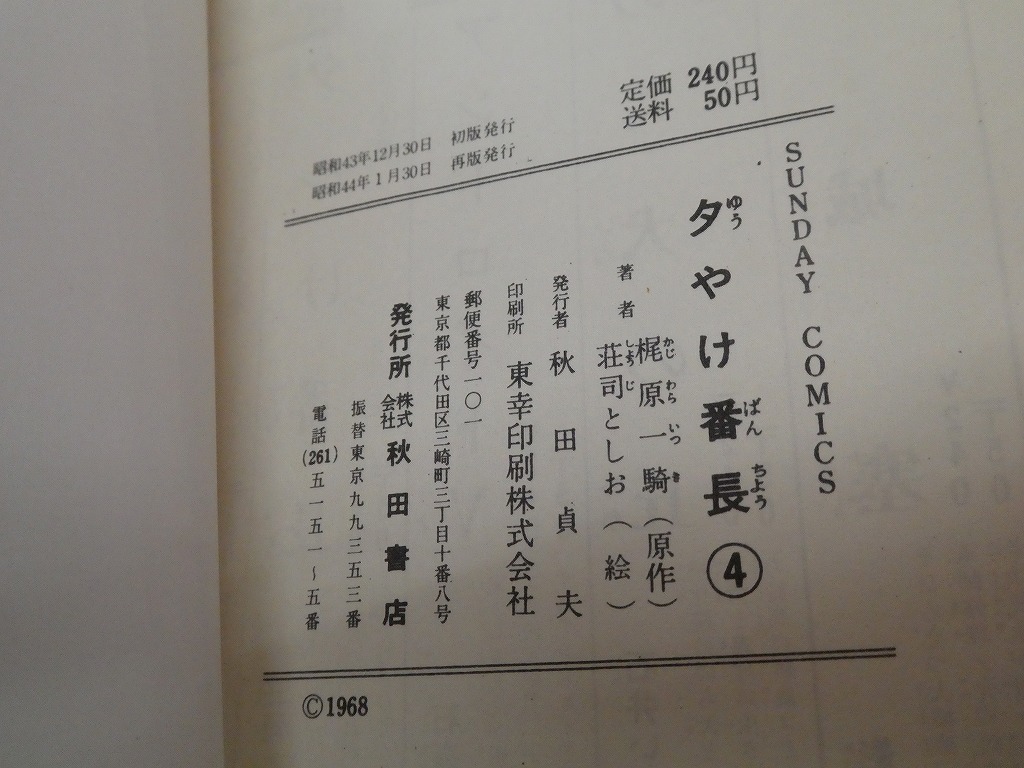 定価 240円
送料 50円
昭和43年12月30日 初版発行
昭和44年1月30日 再版発行
SUNDAY COMICS
夕やけ番長④
ゆう ばんちょう
著者
梶原一騎（原作）
かじわらいつき
荘司としお（絵）
しょうじ
発行者 秋田貞夫
印刷所 東幸印刷株式会社
郵便番号一〇一
東京都千代田区三崎町三丁目十番八号
発行所 株式会社 秋田書店
振替東京九九三五三番
電話(261)五一五一～五番
©1968